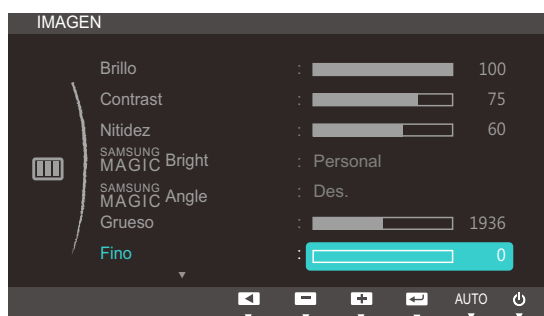 IMAGEN
Brillo : 100
Contrast : 75
Nitidez : 60
SAMSUNG MAGIC Bright : Personal
SAMSUNG MAGIC Angle : Des.
Grueso : 1936
Fino : 0
AUTO